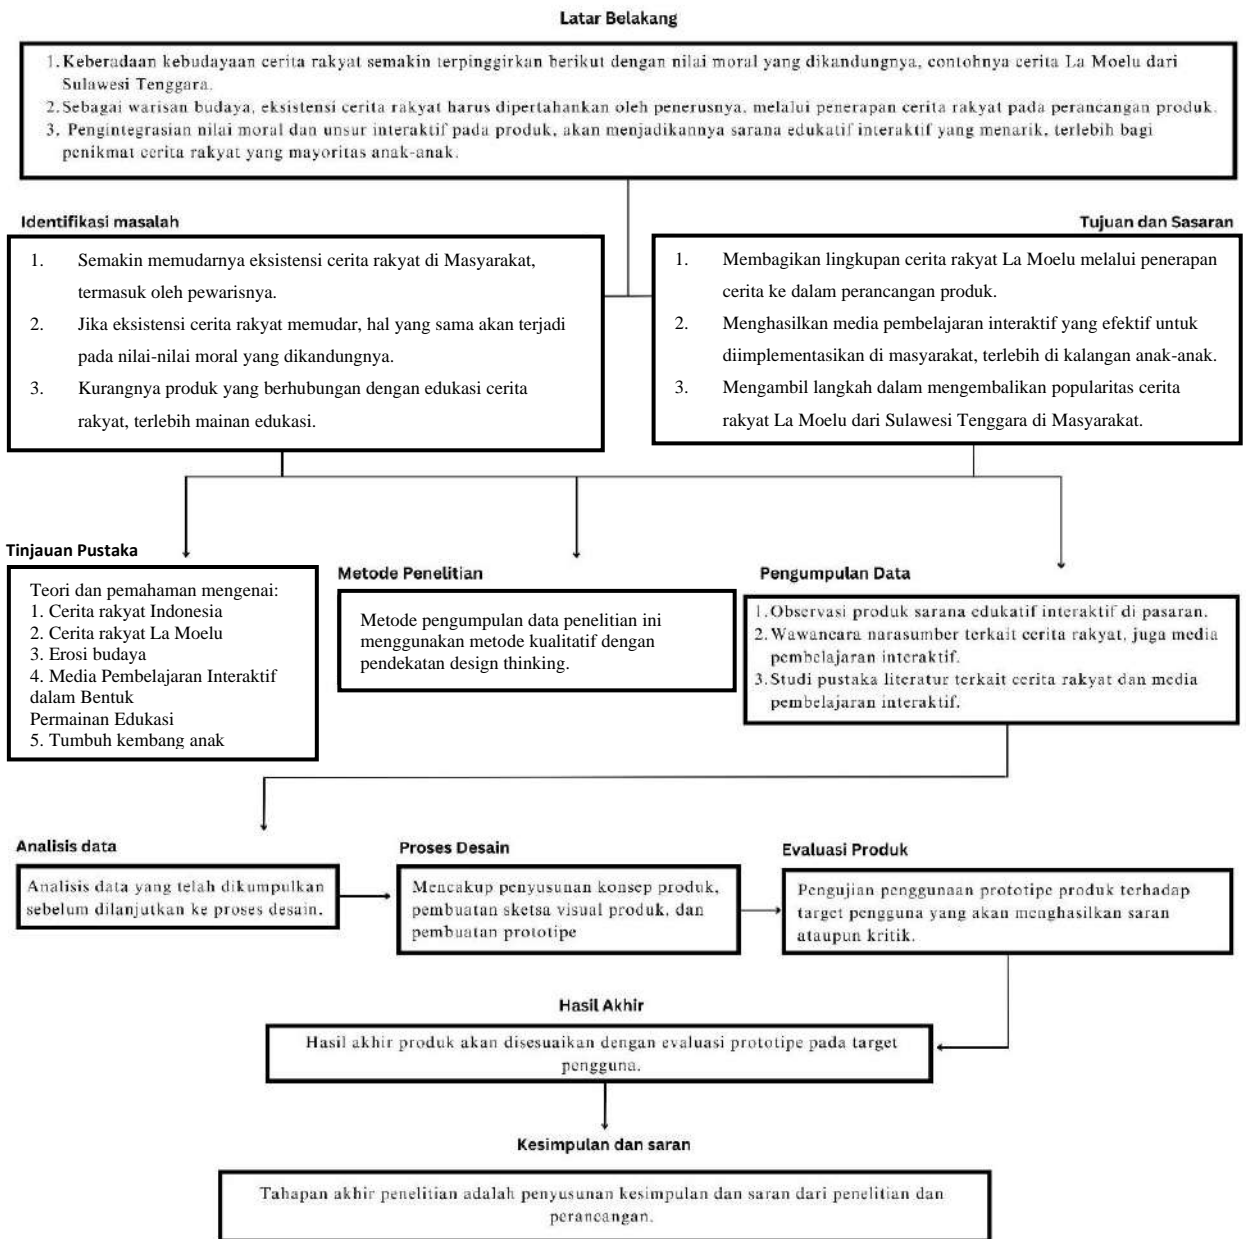 Latar Belakang
1. Keberadaan kebudayaan cerita rakyat semakin terpinggirkan berikut dengan nilai moral yang dikandungnya, contohnya cerita La Moelu dari
Sulawesi Tenggara.
2. Sebagai warisan budaya, eksistensi cerita rakyat harus dipertahankan oleh penerusnya, melalui penerapan cerita rakyat pada perancangan produk.
3. Pengintegrasian nilai moral dan unsur interaktif pada produk, akan menjadikannya sarana edukatif interaktif yang menarik, terlebih bagi
penikmat cerita rakyat yang mayoritas anak-anak.
Identifikasi masalah
1. Semakin memudarnya eksistensi cerita rakyat di Masyarakat,
termasuk oleh pewarisnya.
2. Jika eksistensi cerita rakyat memudar, hal yang sama akan terjadi
pada nilai-nilai moral yang dikandungnya.
3. Kurangnya produk yang berhubungan dengan edukasi cerita
rakyat, terlebih mainan edukasi.
Tujuan dan Sasaran
1. Membagikan lingkupan cerita rakyat La Moelu melalui penerapan
cerita ke dalam perancangan produk.
2. Menghasilkan media pembelajaran interaktif yang efektif untuk
diimplementasikan di masyarakat, terlebih di kalangan anak-anak.
3. Mengambil langkah dalam mengembalikan popularitas cerita
rakyat La Moelu dari Sulawesi Tenggara di Masyarakat.
Tinjauan Pustaka
Teori dan pemahaman mengenai:
1. Cerita rakyat Indonesia
2. Cerita rakyat La Moelu
3. Erosi budaya
4. Media Pembelajaran Interaktif
dalam Bentuk
Permainan Edukasi
5. Tumbuh kembang anak
Metode Penelitian
Metode pengumpulan data penelitian ini
menggunakan metode kualitatif dengan
pendekatan design thinking.
Pengumpulan Data
1. Observasi produk sarana edukatif interaktif di pasaran.
2. Wawancara narasumber terkait cerita rakyat, juga media
pembelajaran interaktif.
3. Studi pustaka literatur terkait cerita rakyat dan media
pembelajaran interaktif.
Analisis data
Analisis data yang telah dikumpulkan
sebelum dilanjutkan ke proses desain.
Proses Desain
Mencakup penyusunan konsep produk,
pembuatan sketsa visual produk, dan
pembuatan prototipe
Evaluasi Produk
Pengujian penggunaan prototipe produk terhadap
target pengguna yang akan menghasilkan saran
ataupun kritik.
Hasil Akhir
Hasil akhir produk akan disesuaikan dengan evaluasi prototipe pada target
pengguna.
Kesimpulan dan saran
Tahapan akhir penelitian adalah penyusunan kesimpulan dan saran dari penelitian dan
perancangan.